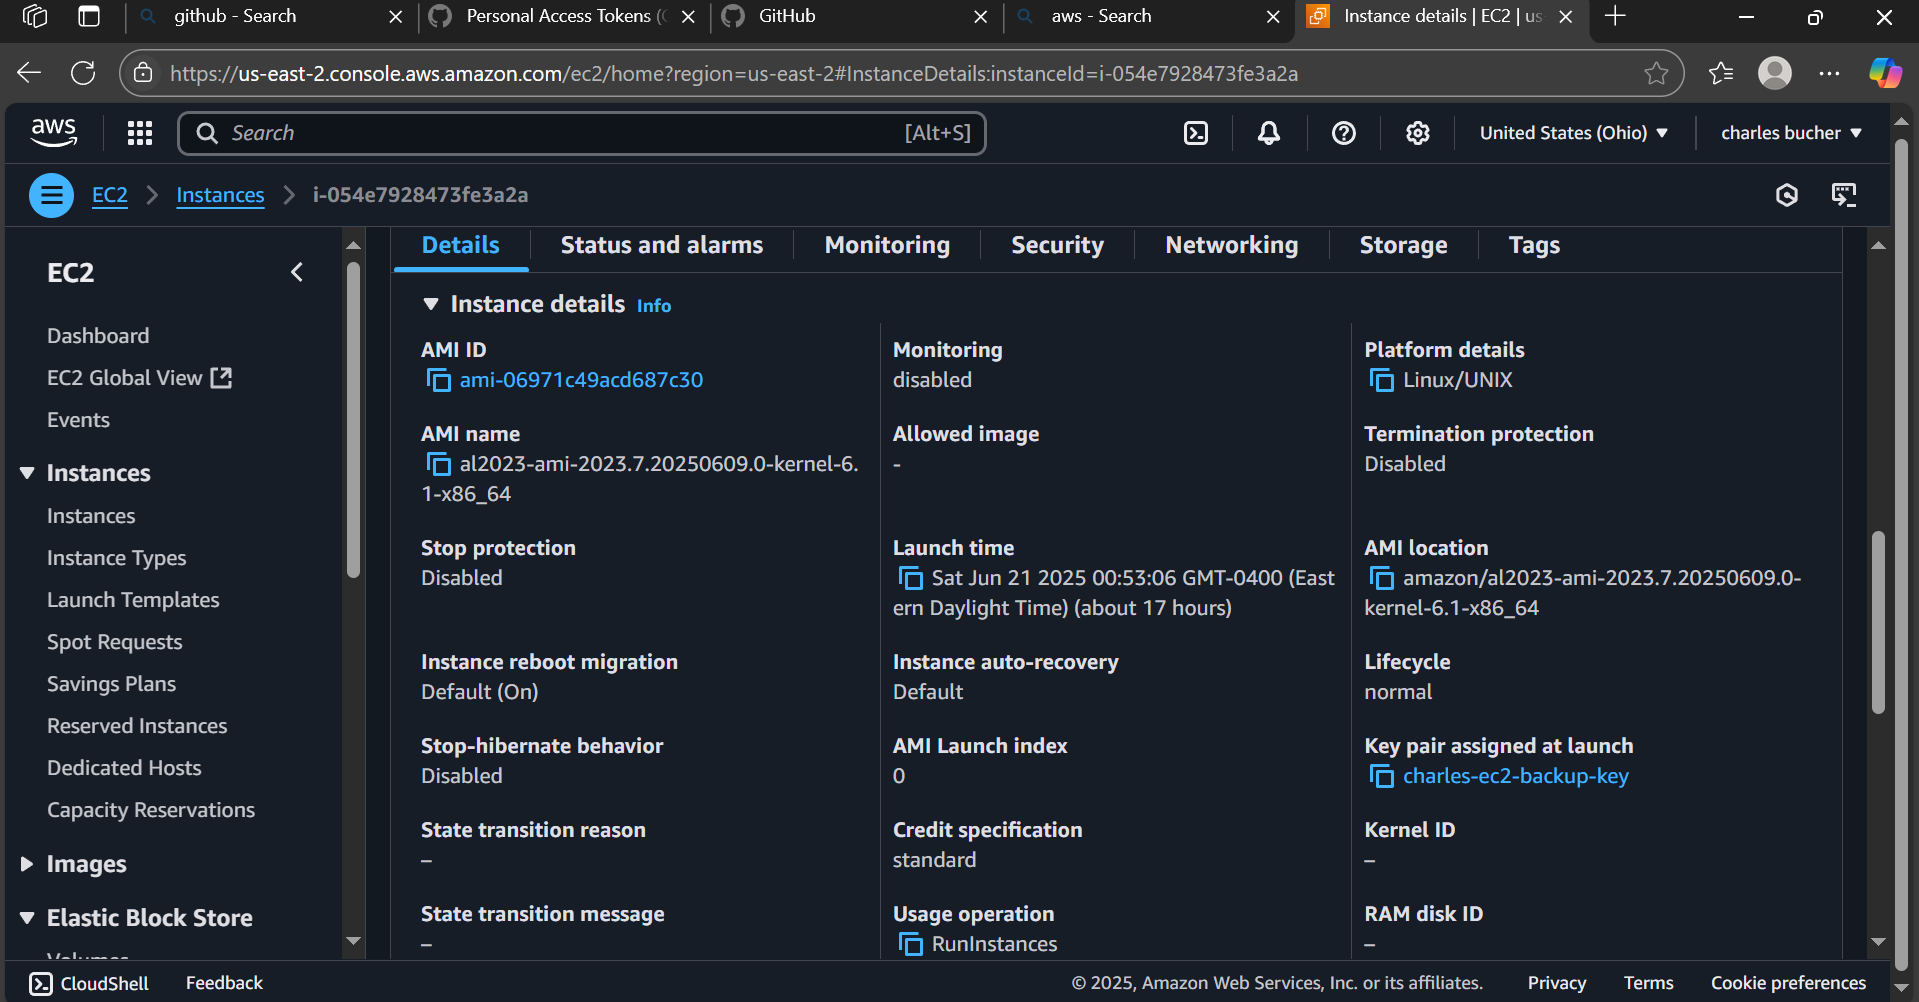 github - Search
Personal Access Tokens (
GitHub
aws - Search
Instance details | EC2 | us
https://us-east-2.console.aws.amazon.com/ec2/home?region=us-east-2#InstanceDetails:instanceId=i-054e7928473fe3a2a
aws
Search
[Alt+S]
United States (Ohio)
charles bucher
EC2
Instances
i-054e7928473fe3a2a
EC2
Dashboard
EC2 Global View
Events
Instances
Instances
Instance Types
Launch Templates
Spot Requests
Savings Plans
Reserved Instances
Dedicated Hosts
Capacity Reservations
Images
Elastic Block Store
Volumes
Details
Status and alarms
Monitoring
Security
Networking
Storage
Tags
Instance details Info
AMI ID
ami-06971c49acd687c30
Monitoring
disabled
Platform details
Linux/UNIX
AMI name
al2023-ami-2023.7.20250609.0-kernel-6.
1-x86_64
Allowed image
-
Termination protection
Disabled
Stop protection
Disabled
Launch time
Sat Jun 21 2025 00:53:06 GMT-0400 (East
ern Daylight Time) (about 17 hours)
AMI location
amazon/al2023-ami-2023.7.20250609.0-
kernel-6.1-x86_64
Instance reboot migration
Default (On)
Instance auto-recovery
Default
Lifecycle
normal
Stop-hibernate behavior
Disabled
AMI Launch index
0
Key pair assigned at launch
charles-ec2-backup-key
State transition reason
–
Credit specification
standard
Kernel ID
–
State transition message
–
Usage operation
RunInstances
RAM disk ID
–
CloudShell
Feedback
© 2025, Amazon Web Services, Inc. or its affiliates.
Privacy
Terms
Cookie preferences